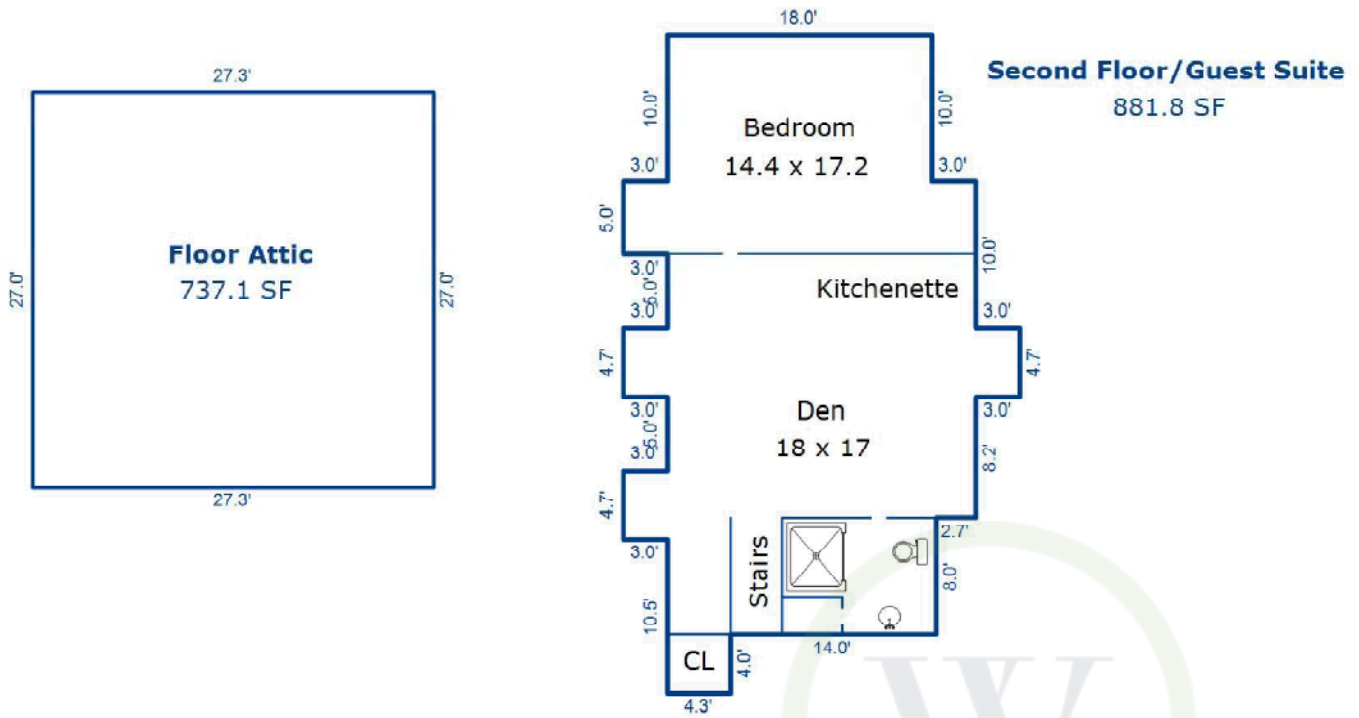 18.0'
Second Floor/Guest Suite
881.8 SF
27.3'
10.0'
10.0'
Bedroom
14.4 x 17.2
3.0'
3.0'
5.0'
Floor Attic
737.1 SF
27.0'
27.0'
10.0'
3.0'
Kitchenette
3.0'
3.0'
4.7'
4.7'
Den
18 x 17
3.0'
3.0'
3.0'
8.2'
27.3'
4.7'
2.7'
3.0'
Stairs
8.0'
10.5'
14.0'
CL
4.0'
4.3'
W